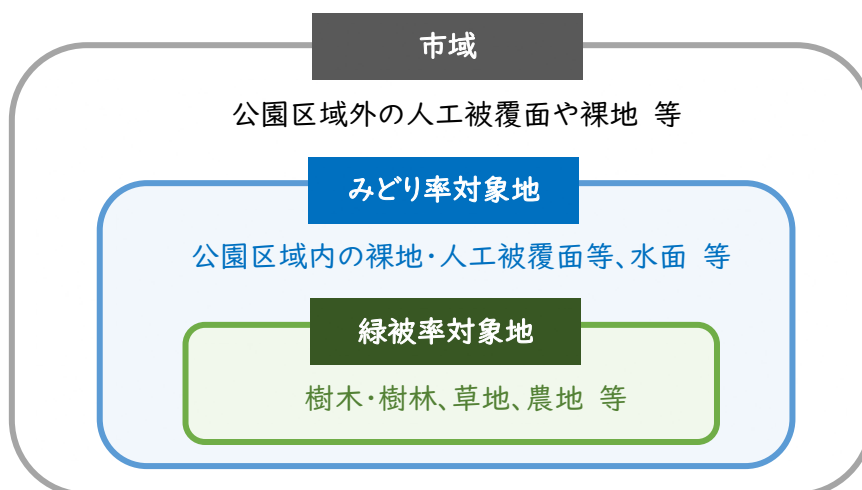 市域
公園区域外の人工被覆面や裸地 等
みどり率対象地
公園区域内の裸地・人工被覆面等、水面 等
緑被率対象地
樹木・樹林、草地、農地 等